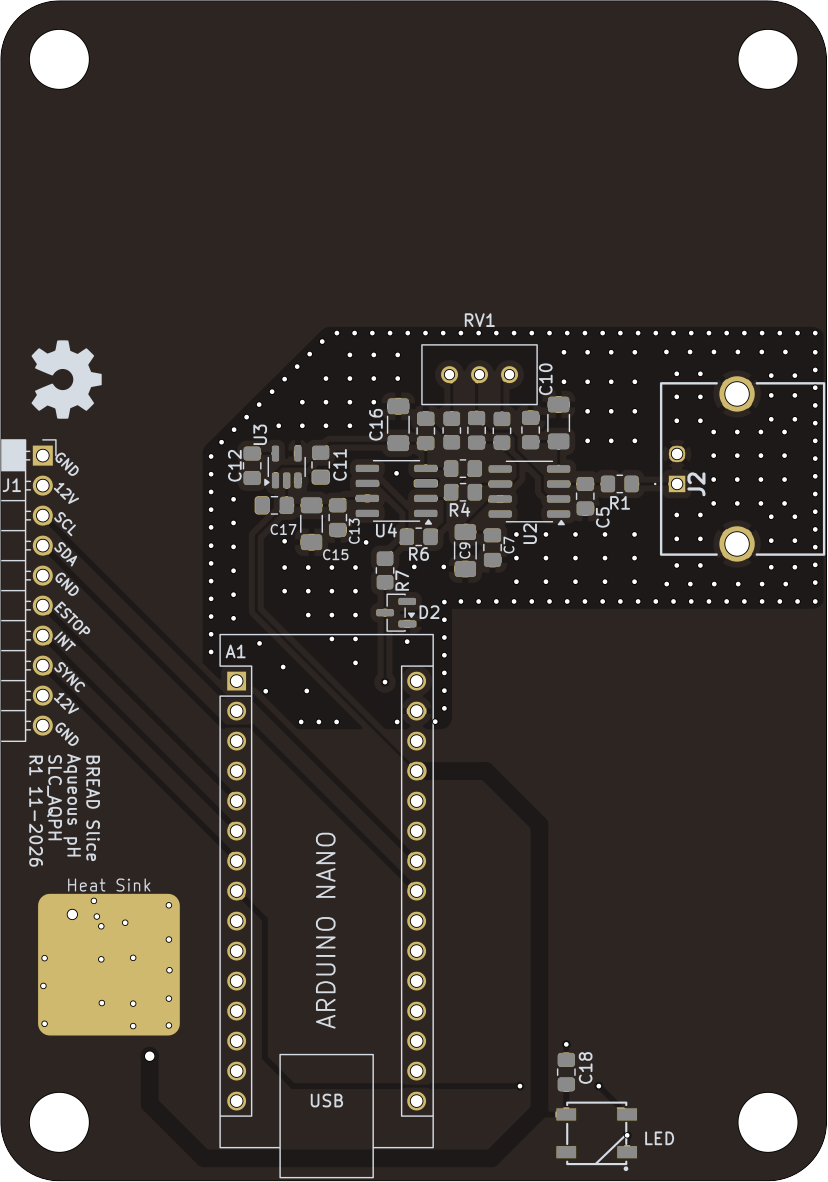 RV1
C10
C16
U3
C12
C11
J1
GND
12V
SCL
SDA
GND
ESTOP
INT
SYNC
12V
GND
J2
R1
C5
R4
U2
U4
C17
C13
C15
R6
C9
C7
R7
D2
A1
BREAD Slice
Aqueous pH
SLC_AQPH
R1 11-2026
Heat Sink
ARDUINO NANO
USB
C18
LED